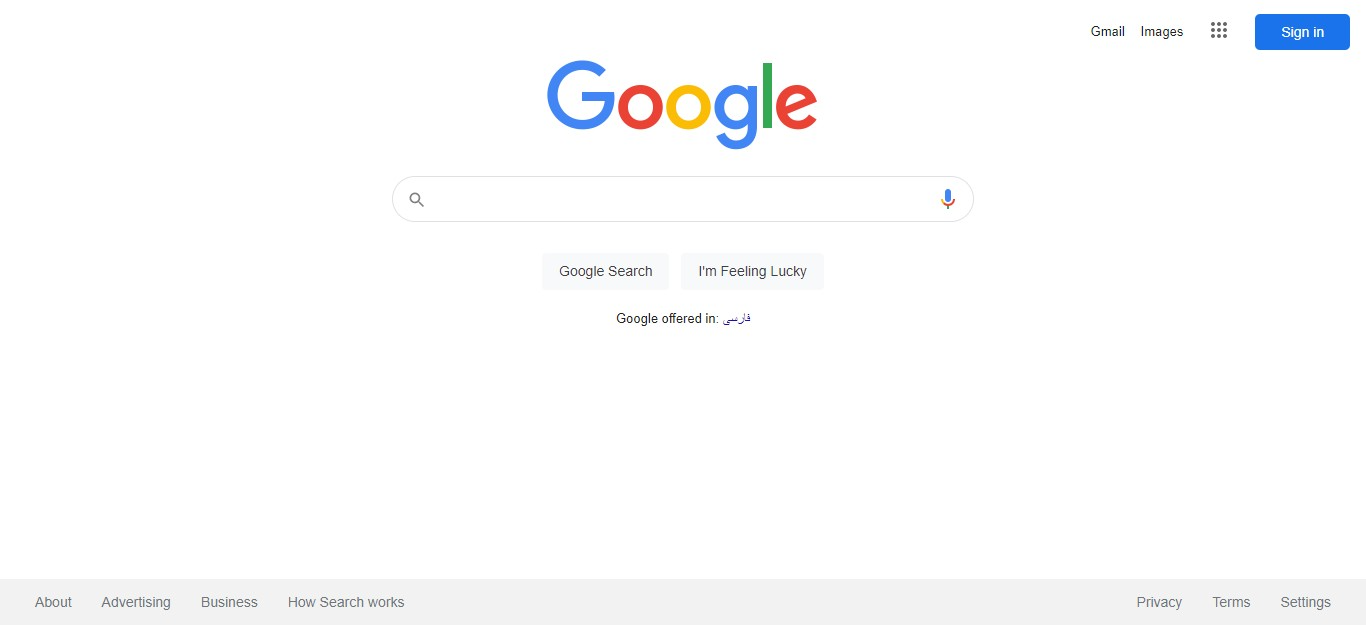 Gmail Images Sign in
Google
Google Search I'm Feeling Lucky
Google offered in: فارسی
About Advertising Business How Search works Privacy Terms Settings